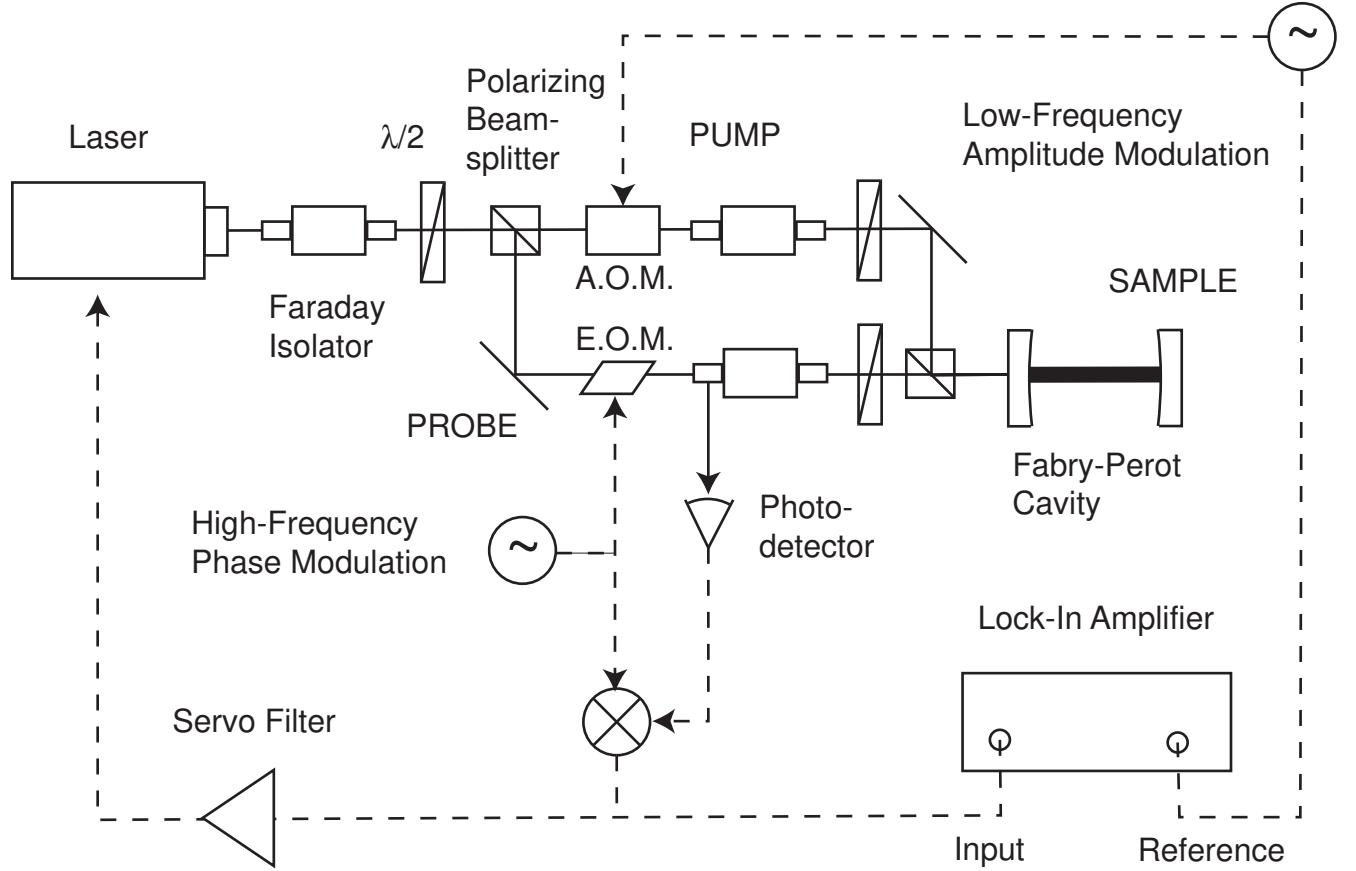 Polarizing
Beam-
splitter
Laser
λ/2
PUMP
Low-Frequency
Amplitude Modulation
~
A.O.M.
Faraday
Isolator
SAMPLE
E.O.M.
PROBE
Fabry-Perot
Cavity
High-Frequency
Phase Modulation
~
Photo-
detector
Lock-In Amplifier
Servo Filter
Input
Reference